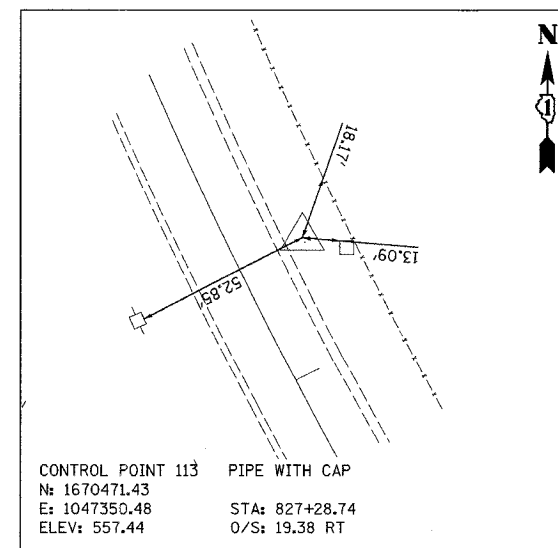 N
1
18.17'
13.09'
52.85'
CONTROL POINT 113 PIPE WITH CAP
N: 1670471.43
E: 1047350.48 STA: 827+28.74
ELEV: 557.44 O/S: 19.38 RT